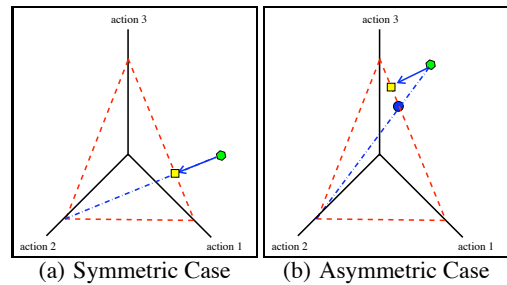 action 3
action 2
action 1
(a) Symmetric Case
action 3
action 2
action 1
(b) Asymmetric Case